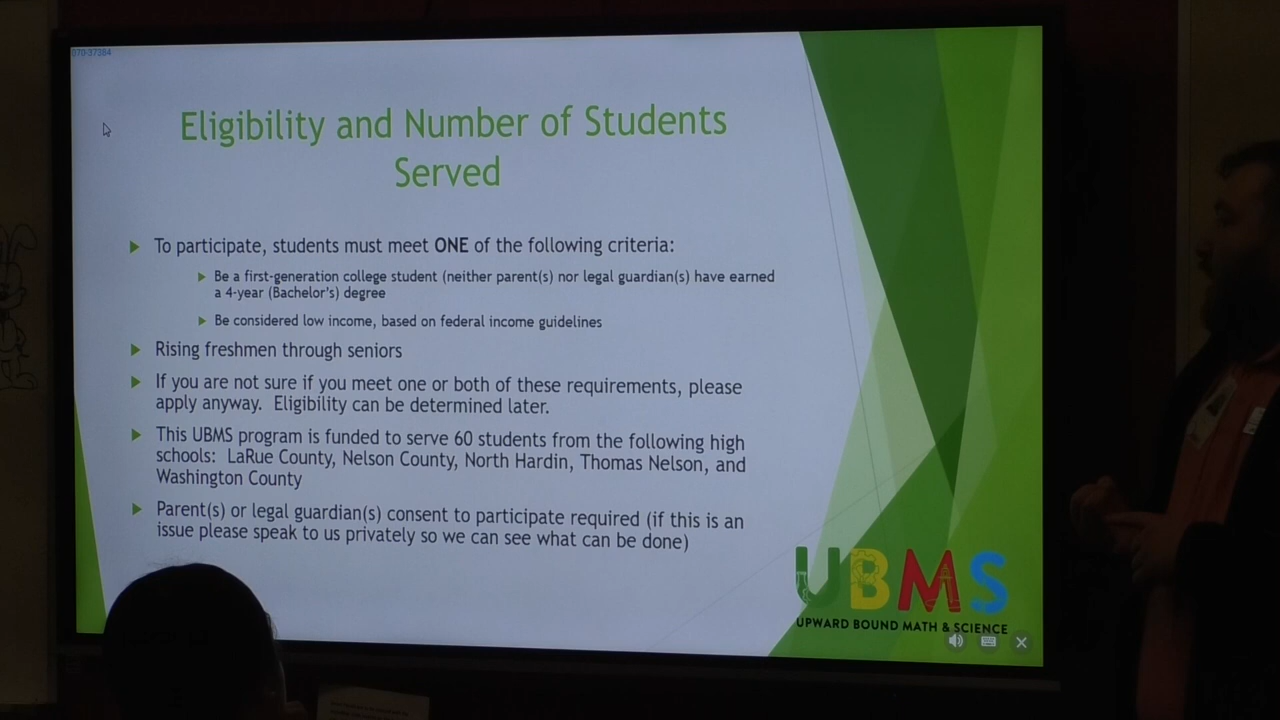 070-37384
Eligibility and Number of Students
Served
To participate, students must meet ONE of the following criteria:
Be a first-generation college student (neither parent(s) nor legal guardian(s) have earned
a 4-year (Bachelor's) degree
Be considered low income, based on federal income guidelines
Rising freshmen through seniors
If you are not sure if you meet one or both of these requirements, please
apply anyway. Eligibility can be determined later.
This UBMS program is funded to serve 60 students from the following high
schools: LaRue County, Nelson County, North Hardin, Thomas Nelson, and
Washington County
Parent(s) or legal guardian(s) consent to participate required (if this is an
issue please speak to us privately so we can see what can be done)
UBMS
UPWARD BOUND MATH & SCIENCE